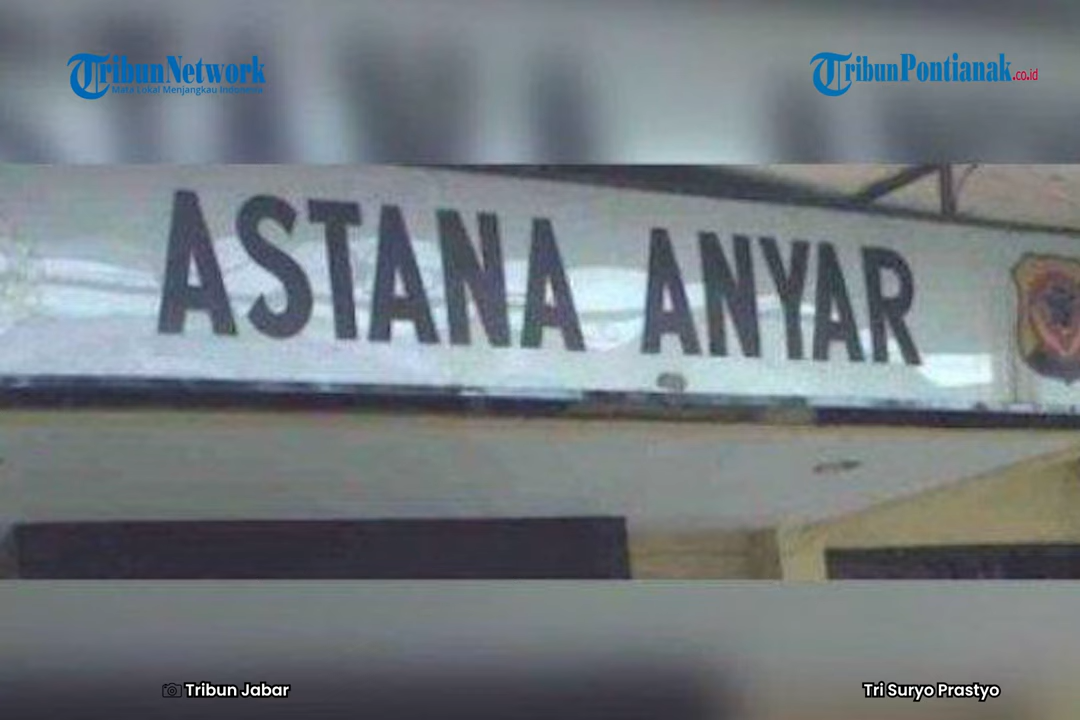 TribunNetwork
Mata Lokal Menjangkau Indonesia
TribunPontianak.co.id
ASTANA ANYAR
Tribun Jabar
Tri Suryo Prastyo